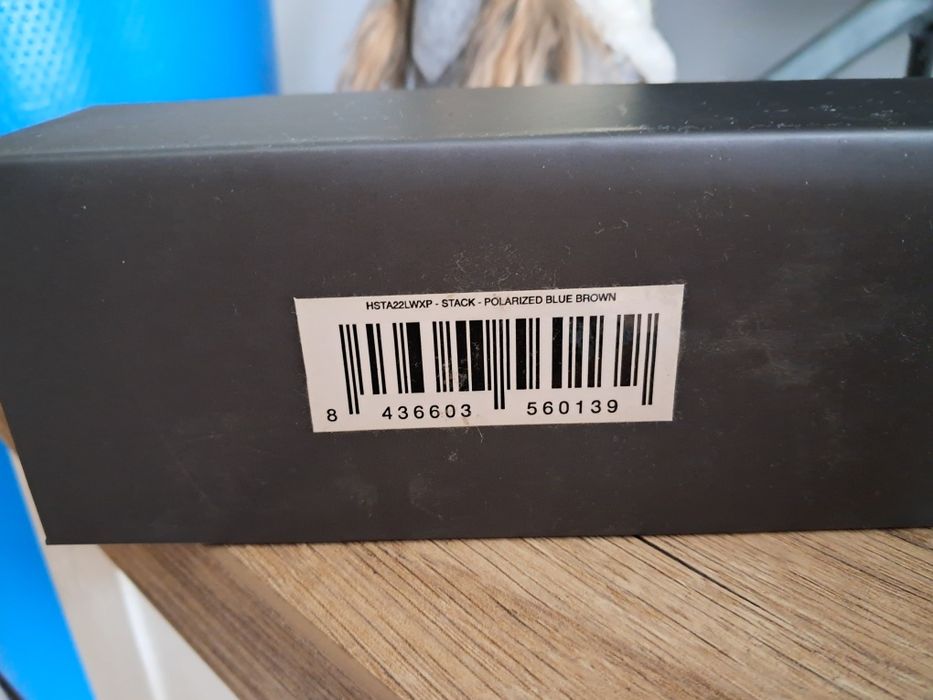 HSTA22LWXP - STACK - POLARIZED BLUE BROWN
8 436603 560139